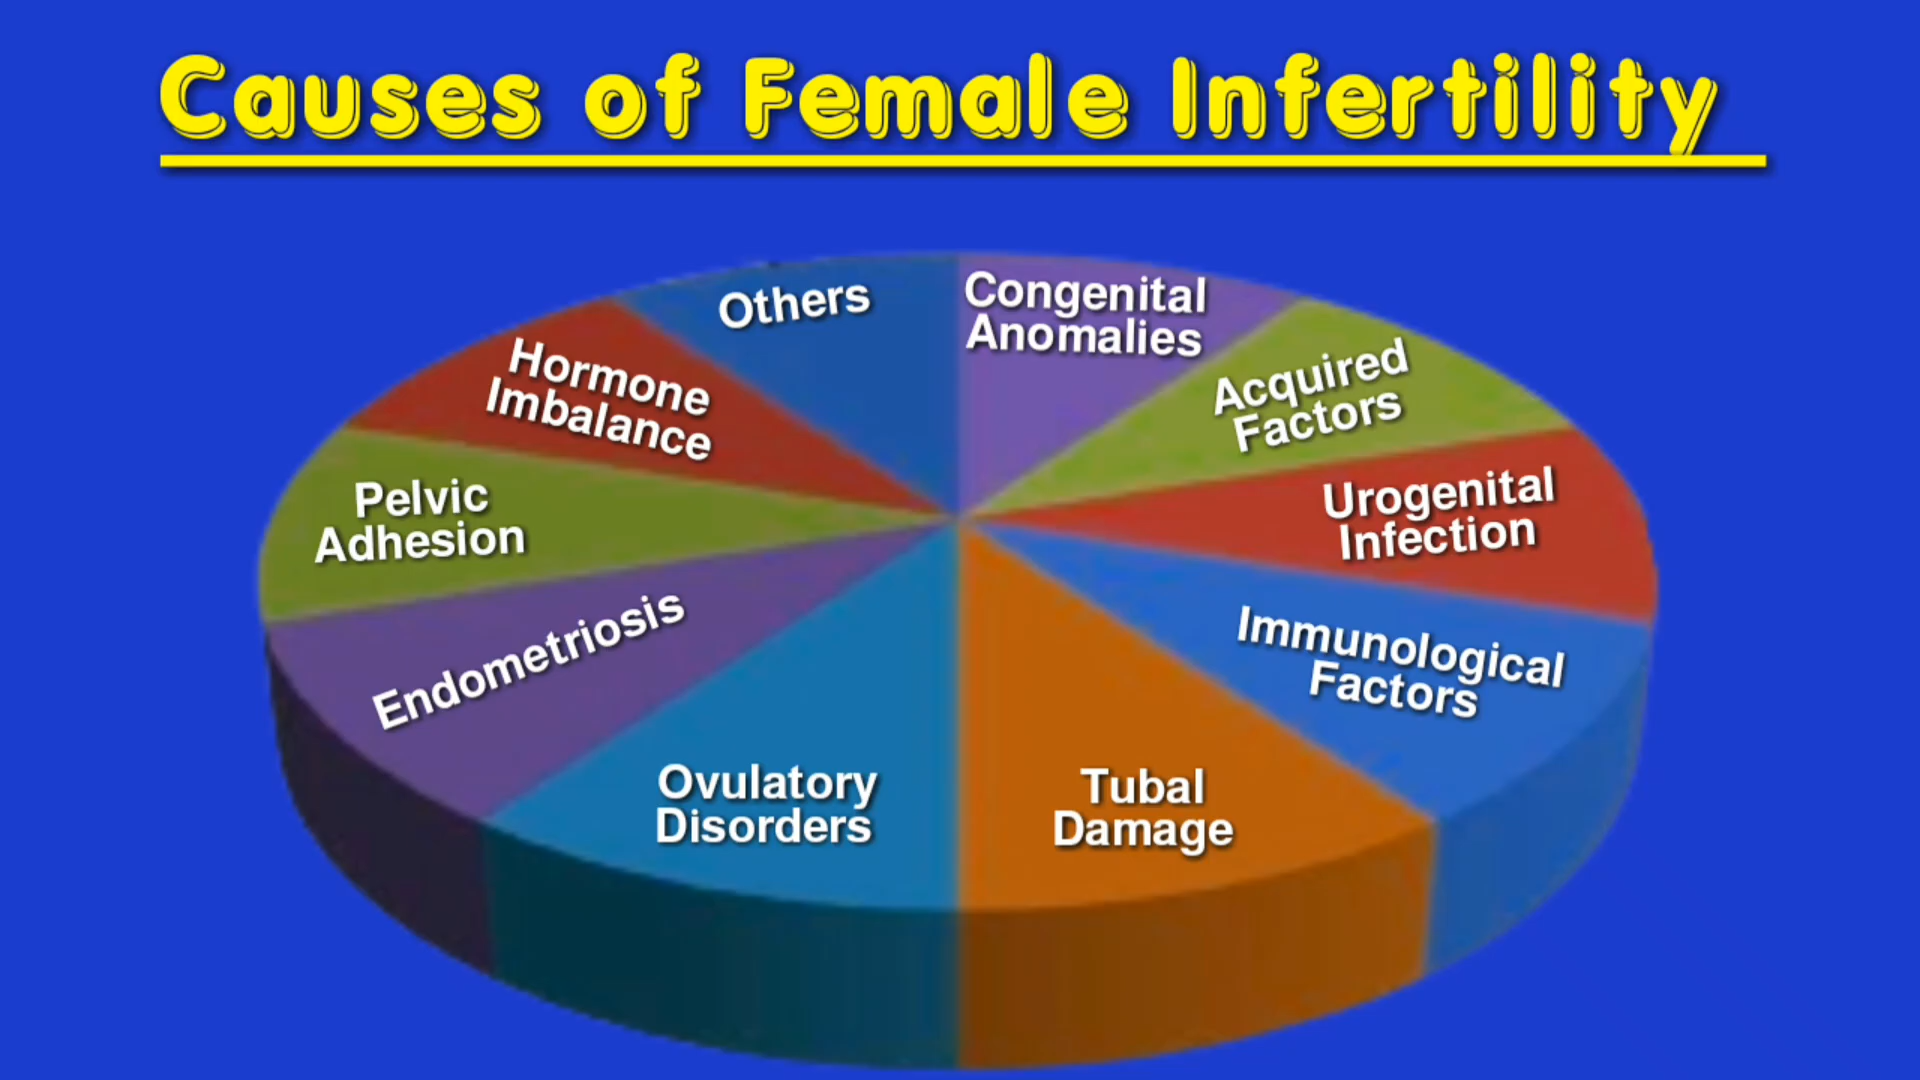 Causes of Female Infertility
Others
Congenital
Anomalies
Hormone
Imbalance
Acquired
Factors
Pelvic
Adhesion
Urogenital
Infection
Endometriosis
Immunological
Factors
Ovulatory
Disorders
Tubal
Damage